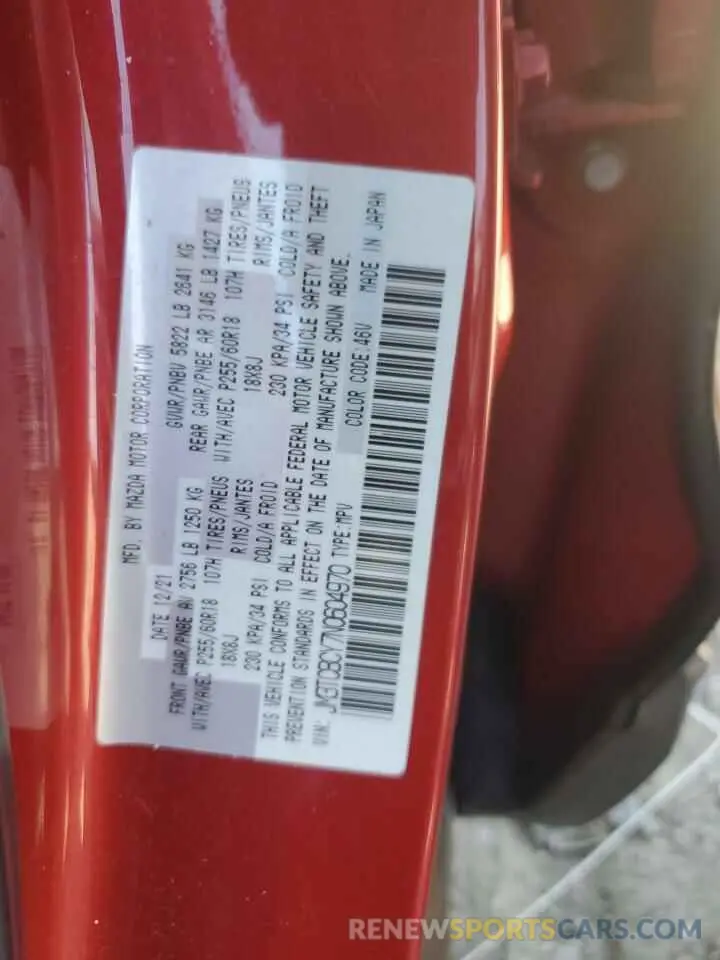 MFD. BY MAZDA MOTOR CORPORATION
DATE 12/21 GVWR/PNBV 5822 LB 2641 KG
FRONT GAWR/PNBE AV 2756 LB 1250 KG REAR GAWR/PNBE AR 3146 LB 1427 KG
WITH/AVEC P255/60R18 107H TIRES/PNEUS WITH/AVEC P255/60R18 107H TIRES/PNEUS
18X8J RIMS/JANTES 18X8J RIMS/JANTES
230 KPA/34 PSI COLD/A FROID 230 KPA/34 PSI COLD/A FROID
THIS VEHICLE CONFORMS TO ALL APPLICABLE FEDERAL MOTOR VEHICLE SAFETY AND THEFT
PREVENTION STANDARDS IN EFFECT ON THE DATE OF MANUFACTURE SHOWN ABOVE.
VIN: JM3TCBCY7N0604970 TYPE:MPV COLOR CODE:46V MADE IN JAPAN
RENEWSPORTSCARS.COM